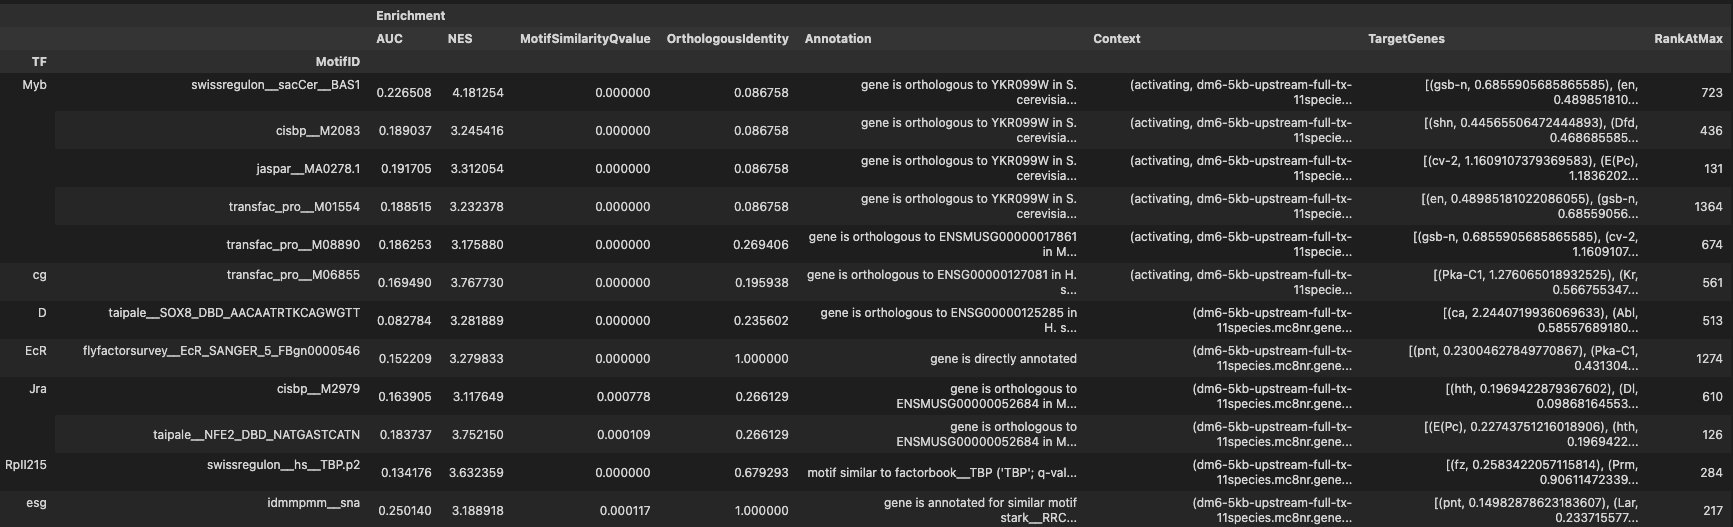 Enrichment
AUC NES MotifSimilarityQvalue OrthologousIdentity Annotation Context TargetGenes RankAtMax
TF MotifID
Myb swissregulon__sacCer__BAS1 0.226508 4.181254 0.000000 0.086758 gene is orthologous to YKR099W in S. cerevisia... (activating, dm6-5kb-upstream-full-tx-11specie... [(gsb-n, 0.6855905685865585), (en, 0.489851810... 723
cisbp__M2083 0.189037 3.245416 0.000000 0.086758 gene is orthologous to YKR099W in S. cerevisia... (activating, dm6-5kb-upstream-full-tx-11specie... [(shn, 0.44565506472444893), (Dfd, 0.468685585... 436
jaspar__MA0278.1 0.191705 3.312054 0.000000 0.086758 gene is orthologous to YKR099W in S. cerevisia... (activating, dm6-5kb-upstream-full-tx-11specie... [(cv-2, 1.1609107379369583), (E(Pc), 1.1836202... 131
transfac_pro__M01554 0.188515 3.232378 0.000000 0.086758 gene is orthologous to YKR099W in S. cerevisia... (activating, dm6-5kb-upstream-full-tx-11specie... [(en, 0.48985181022086055), (gsb-n, 0.68559056... 1364
transfac_pro__M08890 0.186253 3.175880 0.000000 0.269406 gene is orthologous to ENSMUSG00000017861 in M... (activating, dm6-5kb-upstream-full-tx-11specie... [(gsb-n, 0.6855905685865585), (cv-2, 1.1609107... 674
cg transfac_pro__M06855 0.169490 3.767730 0.000000 0.195938 gene is orthologous to ENSG00000127081 in H. s... (activating, dm6-5kb-upstream-full-tx-11specie... [(Pka-C1, 1.276065018932525), (Kr, 0.566755347... 561
D taipale__SOX8_DBD_AACAATRTKCAGWGTT 0.082784 3.281889 0.000000 0.235602 gene is orthologous to ENSG00000125285 in H. s... (dm6-5kb-upstream-full-tx-11species.mc8nr.gene... [(ca, 2.2440719936069633), (Abl, 0.58557689180... 513
EcR flyfactorsurvey__EcR_SANGER_5_FBgn0000546 0.152209 3.279833 0.000000 1.000000 gene is directly annotated (dm6-5kb-upstream-full-tx-11species.mc8nr.gene... [(pnt, 0.23004627849770867), (Pka-C1, 0.431304... 1274
Jra cisbp__M2979 0.163905 3.117649 0.000778 0.266129 gene is orthologous to ENSMUSG00000052684 in M... (dm6-5kb-upstream-full-tx-11species.mc8nr.gene... [(hth, 0.1969422879367602), (Dl, 0.09868164553... 610
taipale__NFE2_DBD_NATGASTCATN 0.183737 3.752150 0.000109 0.266129 gene is orthologous to ENSMUSG00000052684 in M... (dm6-5kb-upstream-full-tx-11species.mc8nr.gene... [(E(Pc), 0.22743751216018906), (hth, 0.1969422... 126
RpII215 swissregulon__hs__TBP.p2 0.134176 3.632359 0.000000 0.679293 motif similar to factorbook__TBP ('TBP'; q-val... (dm6-5kb-upstream-full-tx-11species.mc8nr.gene... [(fz, 0.2583422057115814), (Prm, 0.90611472339... 284
esg idmmpmm__sna 0.250140 3.188918 0.000117 1.000000 gene is annotated for similar motif stark__RRC... (dm6-5kb-upstream-full-tx-11species.mc8nr.gene... [(pnt, 0.14982878623183607), (Lar, 0.233715577... 217